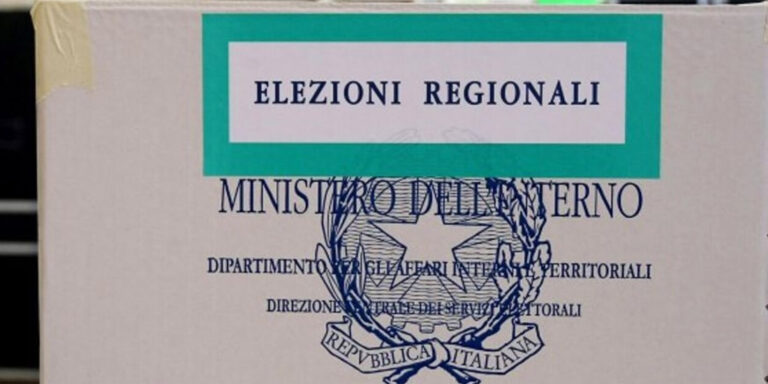 ELEZIONI REGIONALI
MINISTERO DELL'INTERNO
DIPARTIMENTO PER GLI AFFARI INTERNI E TERRITORIALI
DIREZIONE CENTRALE DEI SERVIZI ELETTORALI
REPVBBLICA ITALIANA